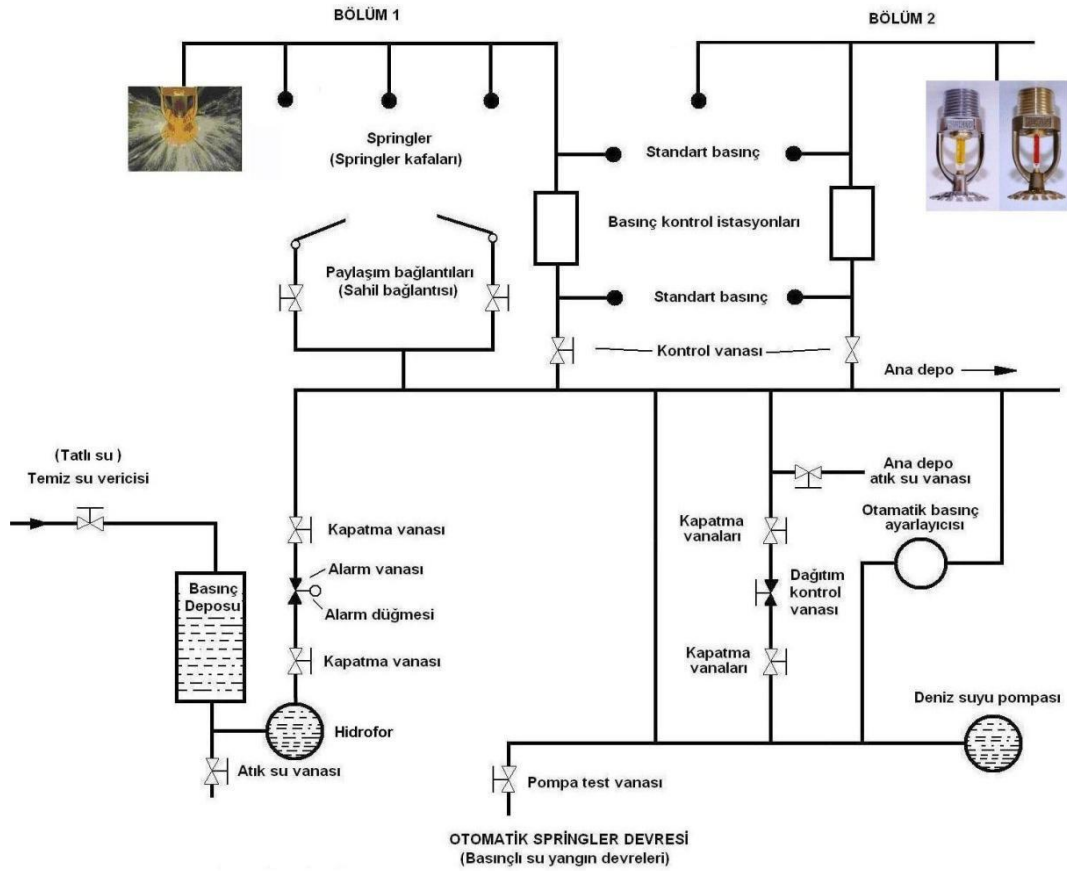 BÖLÜM 1
BÖLÜM 2
Springler
(Springler kafaları)
Standart basınç
Basınç kontrol istasyonları
Paylaşım bağlantıları
(Sahil bağlantısı)
Standart basınç
Kontrol vanası
Ana depo
(Tatlı su )
Temiz su vericisi
Ana depo
atık su vanası
Kapatma vanası
Kapatma
vanaları
Otamatik basınç
ayarlayıcısı
Alarm vanası
Basınç
Deposu
Alarm düğmesi
Dağıtım
kontrol
vanası
Kapatma vanası
Kapatma
vanaları
Deniz suyu pompası
Hidrofor
Atık su vanası
Pompa test vanası
OTOMATİK SPRİNGLER DEVRESİ
(Basınçlı su yangın devreleri)